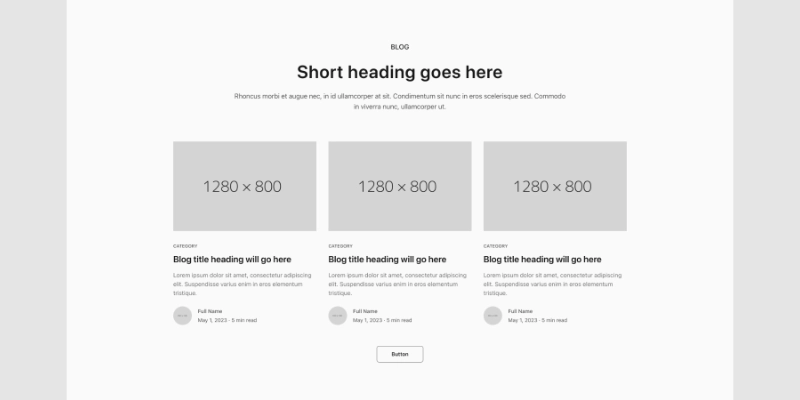 BLOG
Short heading goes here
Rhoncus morbi et augue nec, in id ullamcorper at sit. Condimentum sit nunc in eros scelerisque sed. Commodo
in viverra nunc, ullamcorper ut.
1280 × 800
CATEGORY
Blog title heading will go here
Lorem ipsum dolor sit amet, consectetur adipiscing
elit. Suspendisse varius enim in eros elementum
tristique.
Full Name
May 1, 2023 · 5 min read
1280 × 800
CATEGORY
Blog title heading will go here
Lorem ipsum dolor sit amet, consectetur adipiscing
elit. Suspendisse varius enim in eros elementum
tristique.
Full Name
May 1, 2023 · 5 min read
1280 × 800
CATEGORY
Blog title heading will go here
Lorem ipsum dolor sit amet, consectetur adipiscing
elit. Suspendisse varius enim in eros elementum
tristique.
Full Name
May 1, 2023 · 5 min read
Button